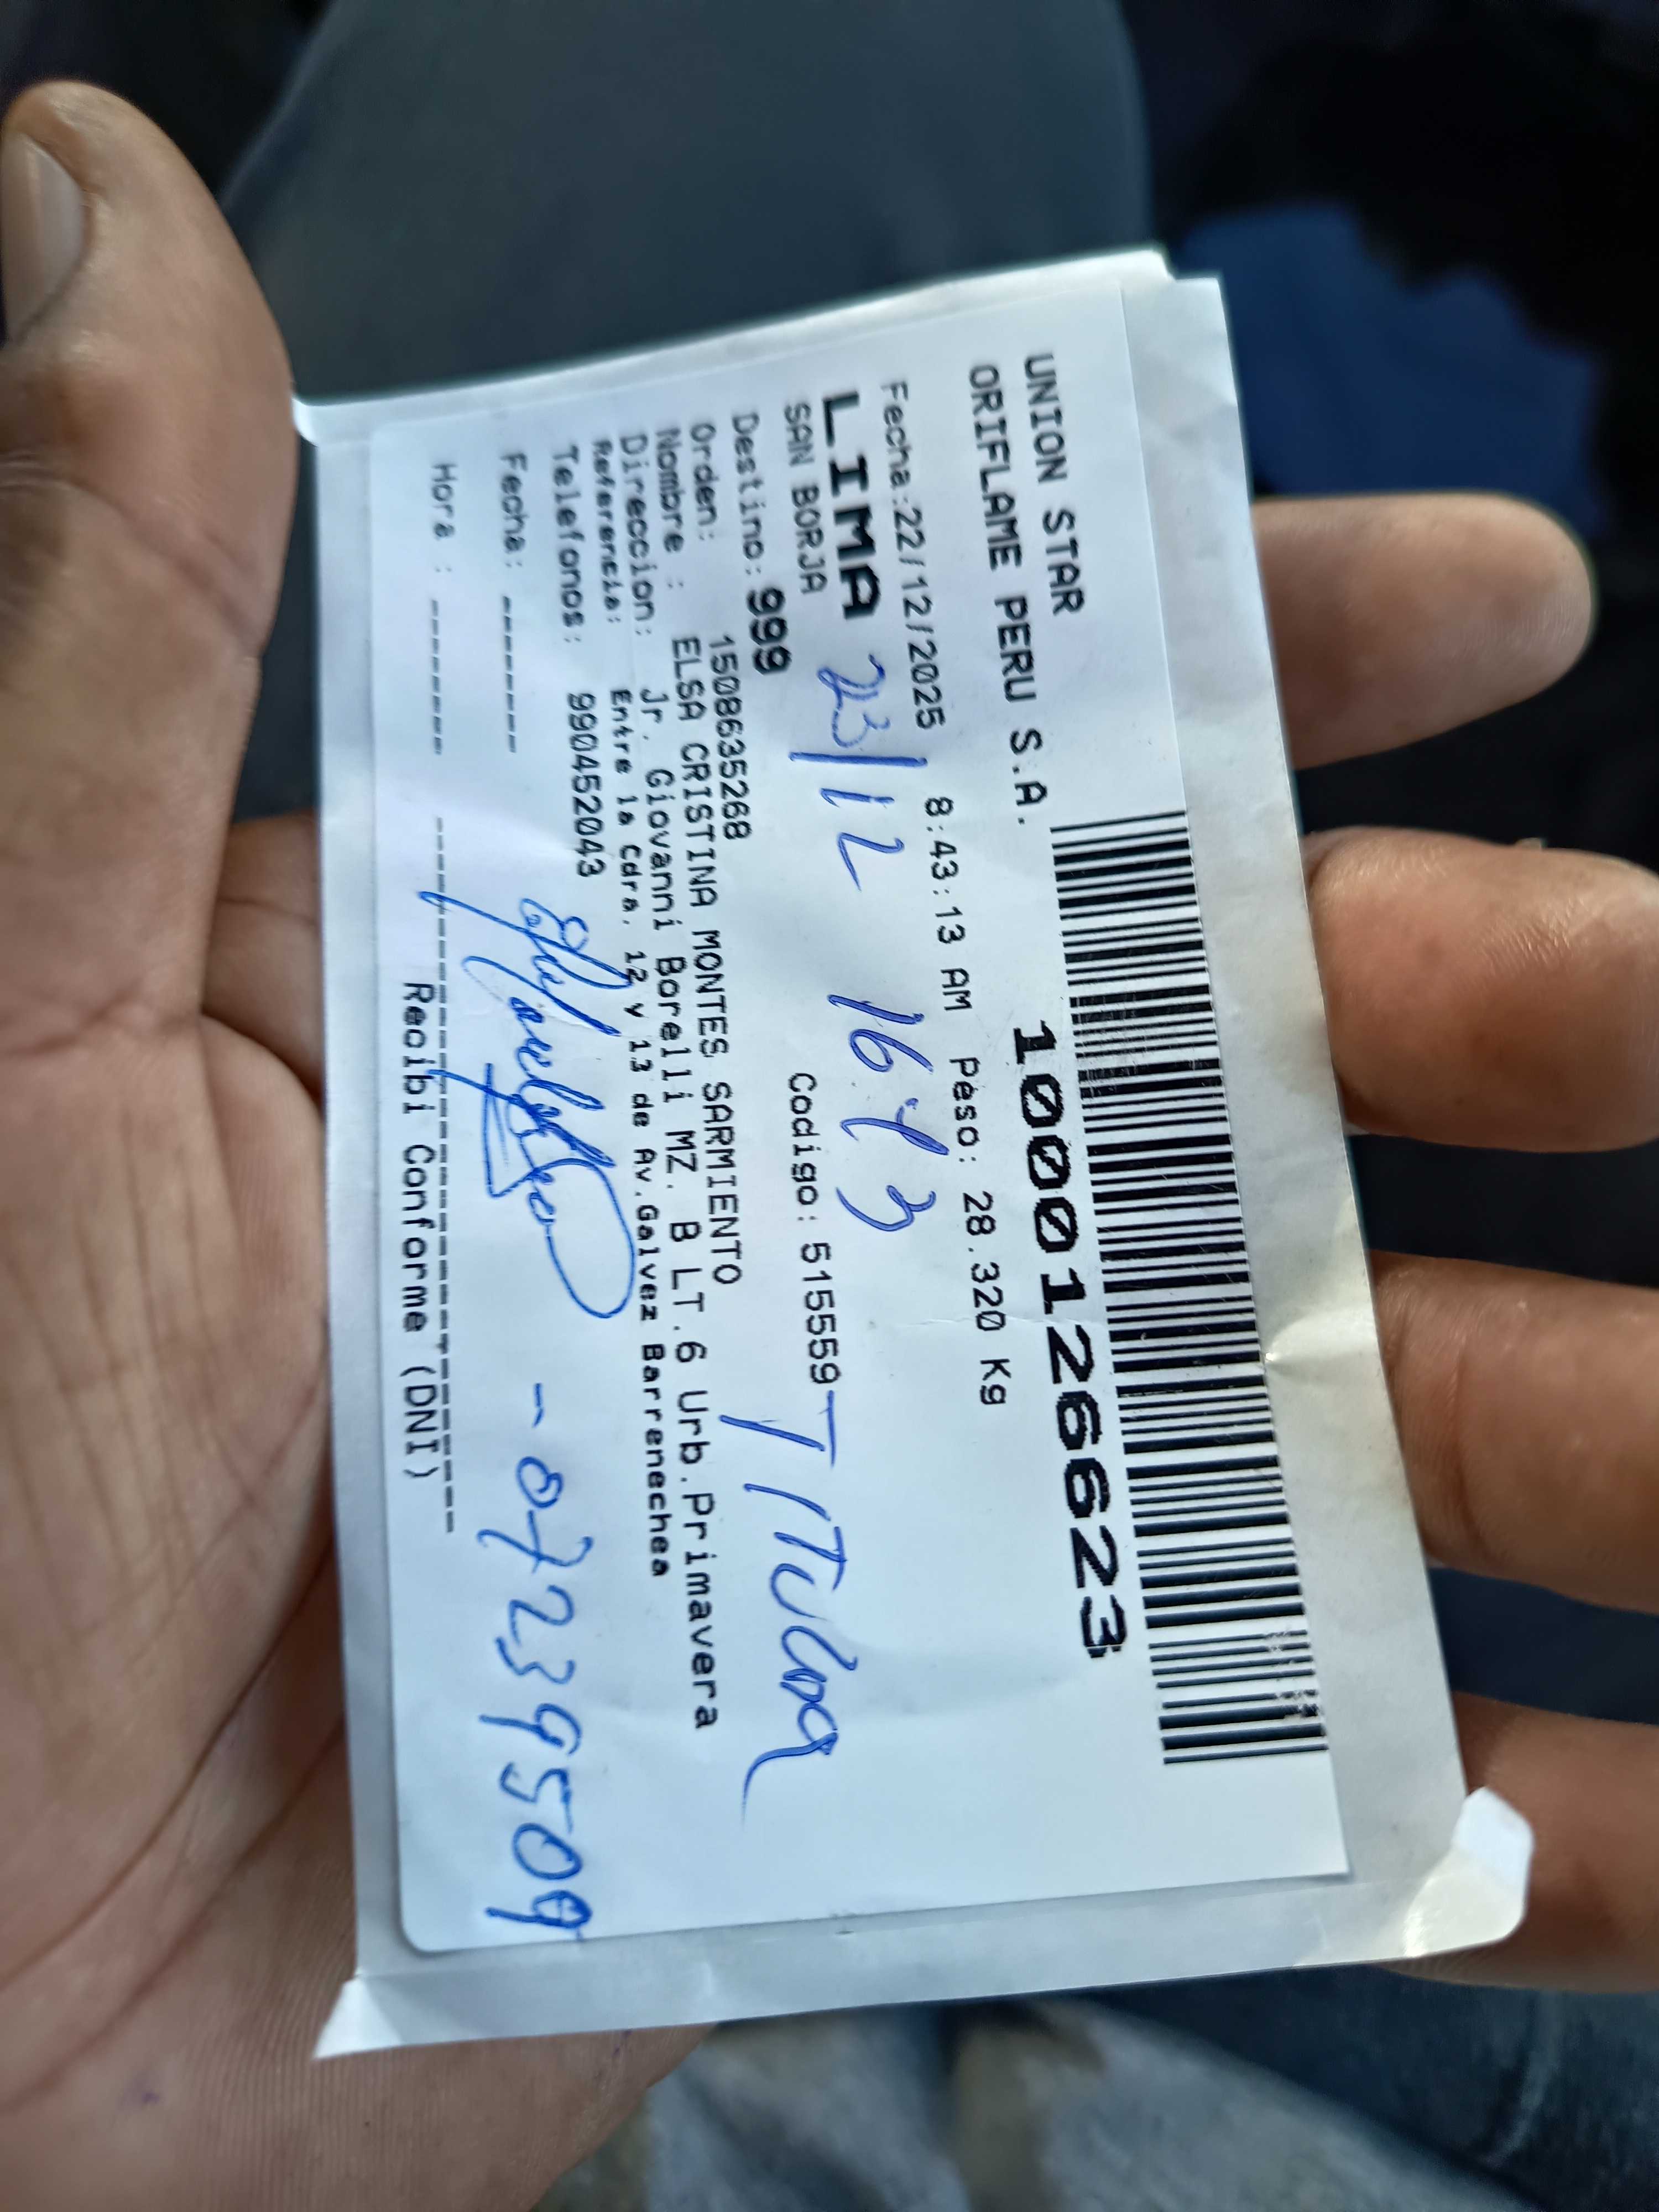 UNION STAR
ORIFLAME PERU S.A.
1000126623
Fecha:22/12/2025 8:43:13 AM Peso: 28.320 Kg
LIMA 23/12 16:13
SAN BORJA Codigo: 515559
Destino: 999 TITULAR
Orden: 1508635268
Nombre : ELSA CRISTINA MONTES SARMIENTO
Direccion: Jr. Giovanni Borelli MZ. B LT.6 Urb.Primavera
Referencia: Entre la Cdra. 12 y 13 de Av.Galvez Barrenechea
Telefonos: 990452043
Fecha: ------
Hora : ------
- 07239509
Recibi Conforme (DNI)